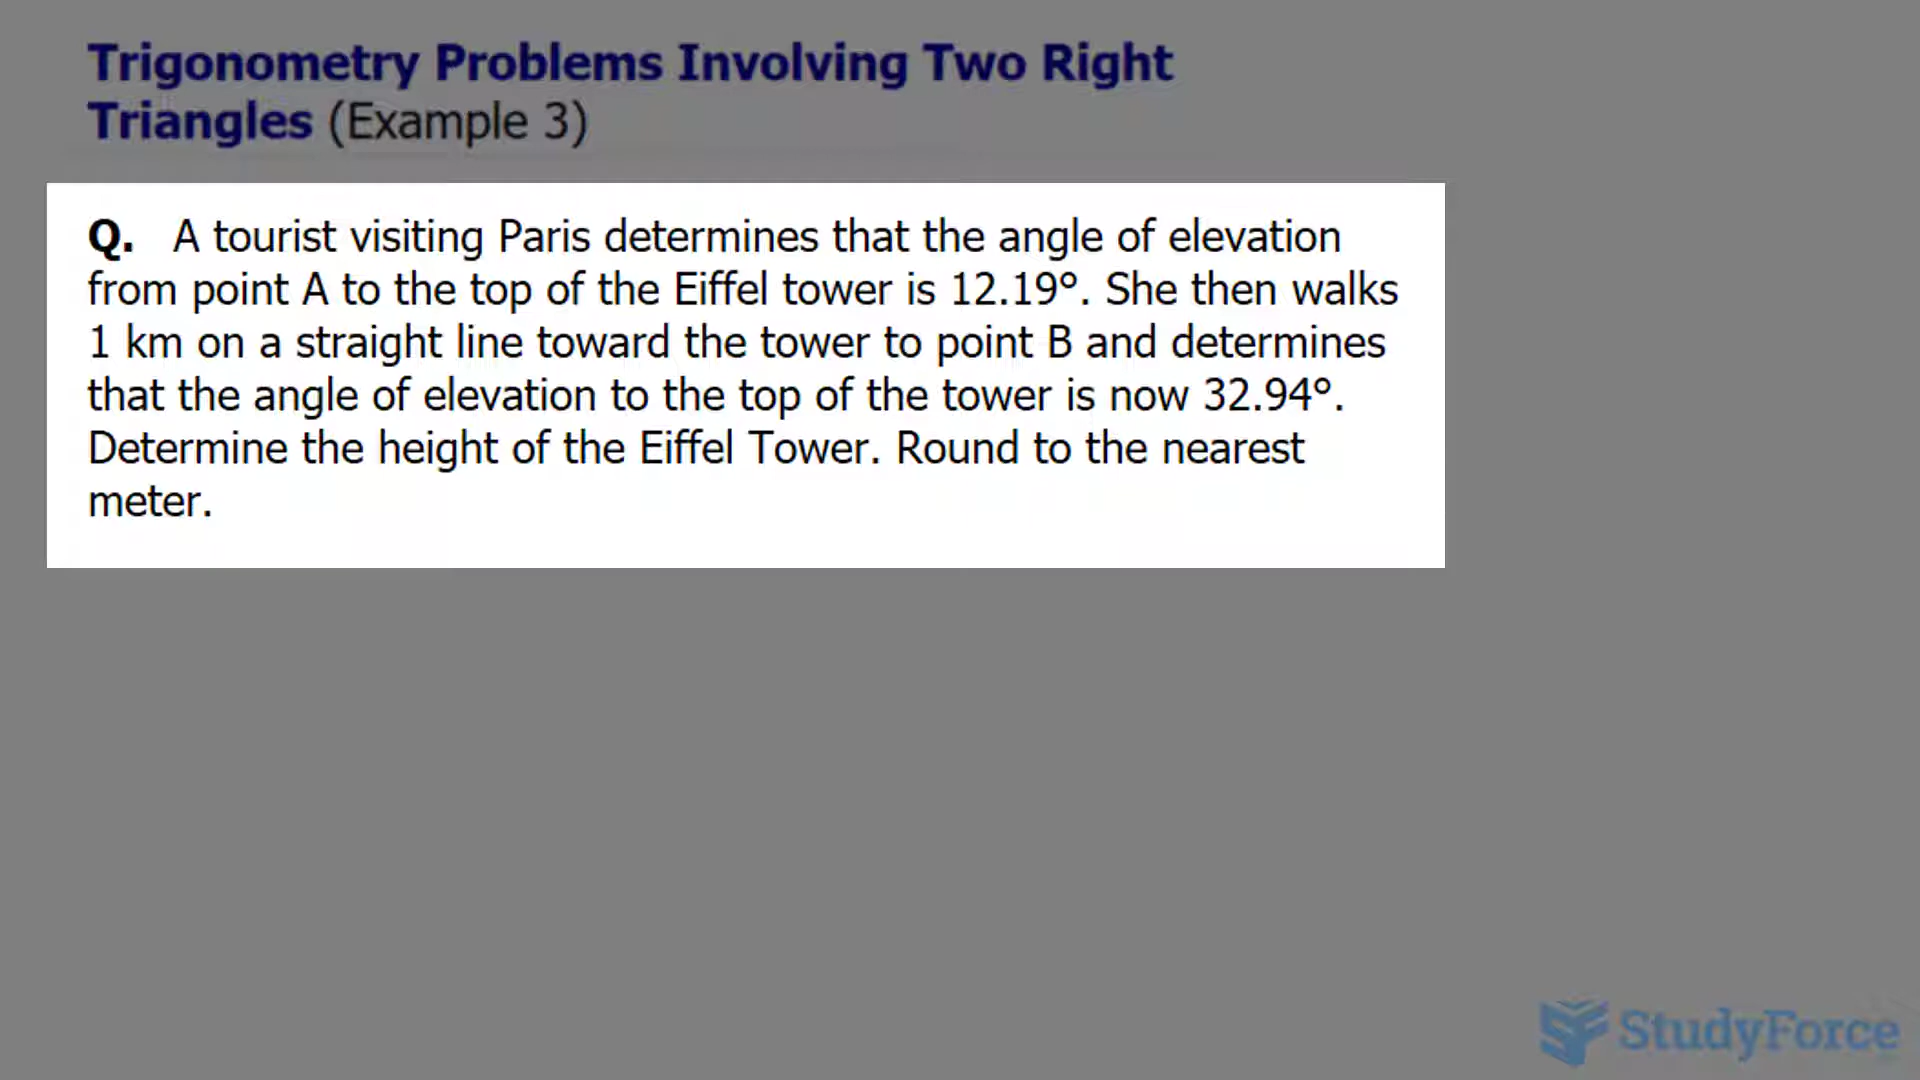 Trigonometry Problems Involving Two Right
Triangles (Example 3)
Q. A tourist visiting Paris determines that the angle of elevation
from point A to the top of the Eiffel tower is 12.19°. She then walks
1 km on a straight line toward the tower to point B and determines
that the angle of elevation to the top of the tower is now 32.94°.
Determine the height of the Eiffel Tower. Round to the nearest
meter.
StudyForce